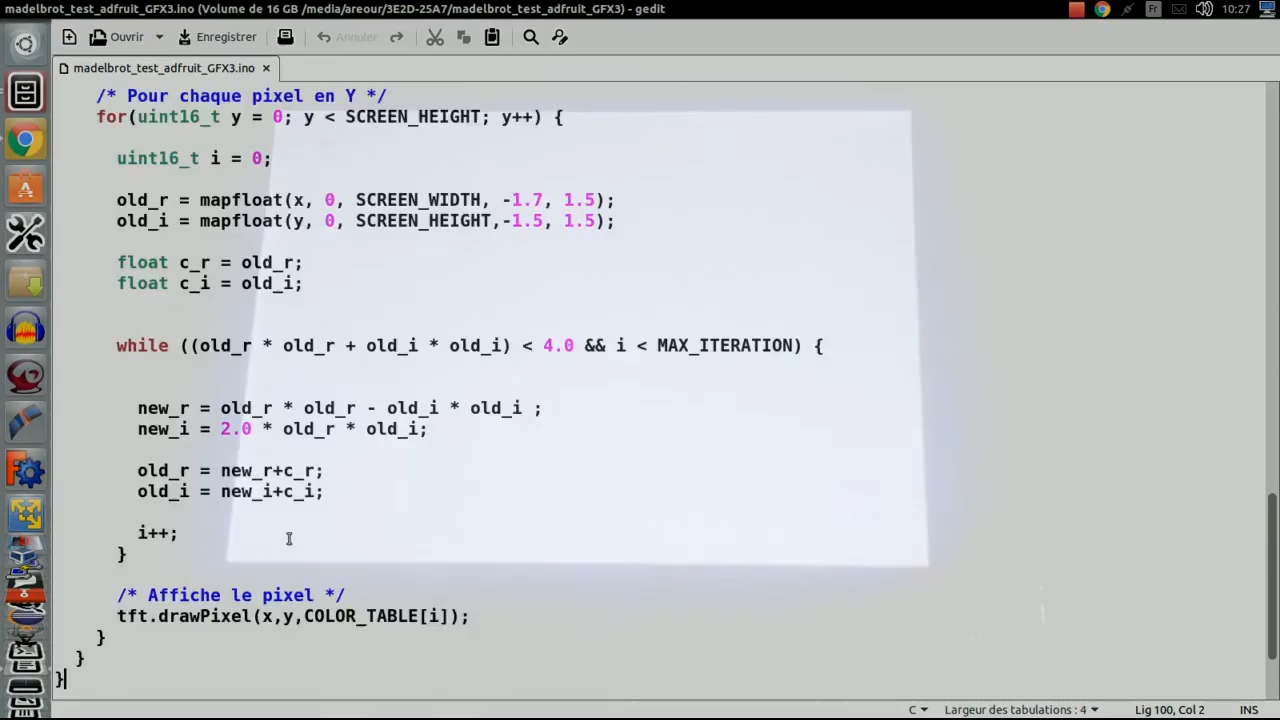 madelbrot_test_adfruit_GFX3.ino (Volume de 16 GB /media/areour/3E2D-25A7/madelbrot_test_adfruit_GFX3) - gedit
Fr
10:27
Ouvrir
Enregistrer
Annuler
madelbrot_test_adfruit_GFX3.ino ×
/* Pour chaque pixel en Y */
for(uint16_t y = 0; y < SCREEN_HEIGHT; y++) {
uint16_t i = 0;
old_r = mapfloat(x, 0, SCREEN_WIDTH, -1.7, 1.5);
old_i = mapfloat(y, 0, SCREEN_HEIGHT,-1.5, 1.5);
float c_r = old_r;
float c_i = old_i;
while ((old_r * old_r + old_i * old_i) < 4.0 && i < MAX_ITERATION) {
new_r = old_r * old_r - old_i * old_i ;
new_i = 2.0 * old_r * old_i;
old_r = new_r+c_r;
old_i = new_i+c_i;
i++;
}
/* Affiche le pixel */
tft.drawPixel(x,y,COLOR_TABLE[i]);
}
}
}
C
Largeur des tabulations : 4
Lig 100, Col 2
INS